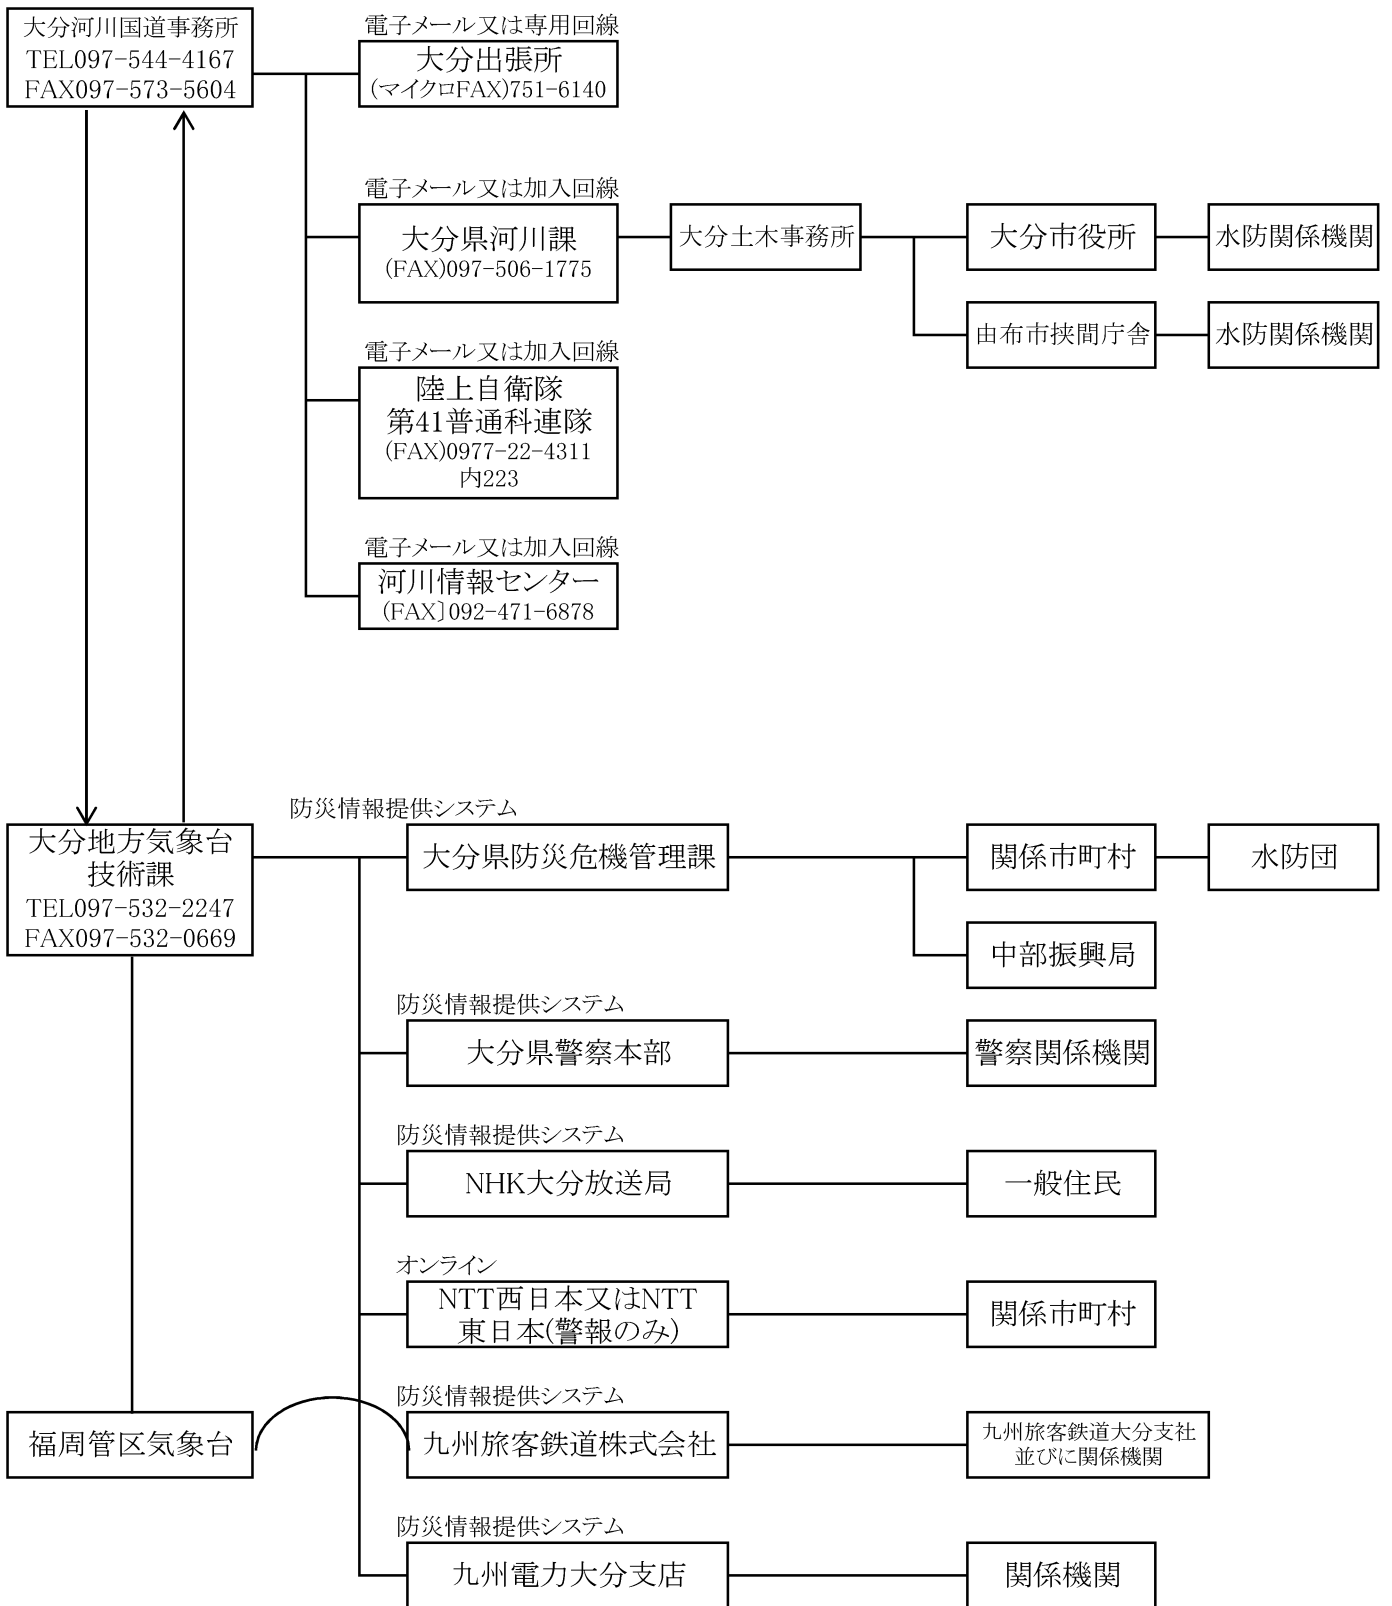 大分河川国道事務所
TEL097-544-4167
FAX097-573-5604
電子メール又は専用回線
大分出張所
(マイクロFAX)751-6140
電子メール又は加入回線
大分県河川課
(FAX)097-506-1775
大分土木事務所
大分市役所
水防関係機関
由布市挾間庁舎
水防関係機関
電子メール又は加入回線
陸上自衛隊
第41普通科連隊
(FAX)0977-22-4311
内223
電子メール又は加入回線
河川情報センター
(FAX〕092-471-6878
大分地方気象台
技術課
TEL097-532-2247
FAX097-532-0669
防災情報提供システム
大分県防災危機管理課
関係市町村
水防団
中部振興局
防災情報提供システム
大分県警察本部
警察関係機関
防災情報提供システム
NHK大分放送局
一般住民
オンライン
NTT西日本又はNTT
東日本(警報のみ)
関係市町村
福周管区気象台
防災情報提供システム
九州旅客鉄道株式会社
九州旅客鉄道大分支社
並びに関係機関
防災情報提供システム
九州電力大分支店
関係機関